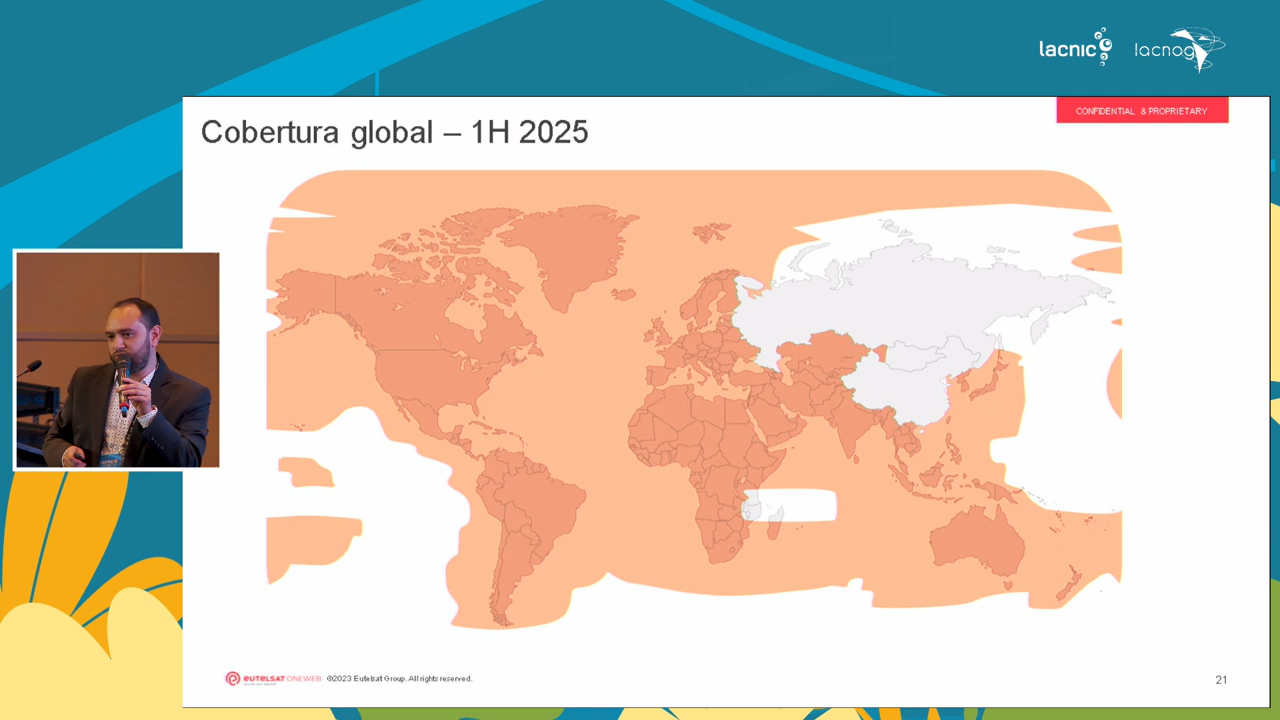 lacnic
lacnog
CONFIDENTIAL & PROPRIETARY
Cobertura global – 1H 2025
eutelsat ONEWEB ©2023 Eutelsat Group. All rights reserved.
21